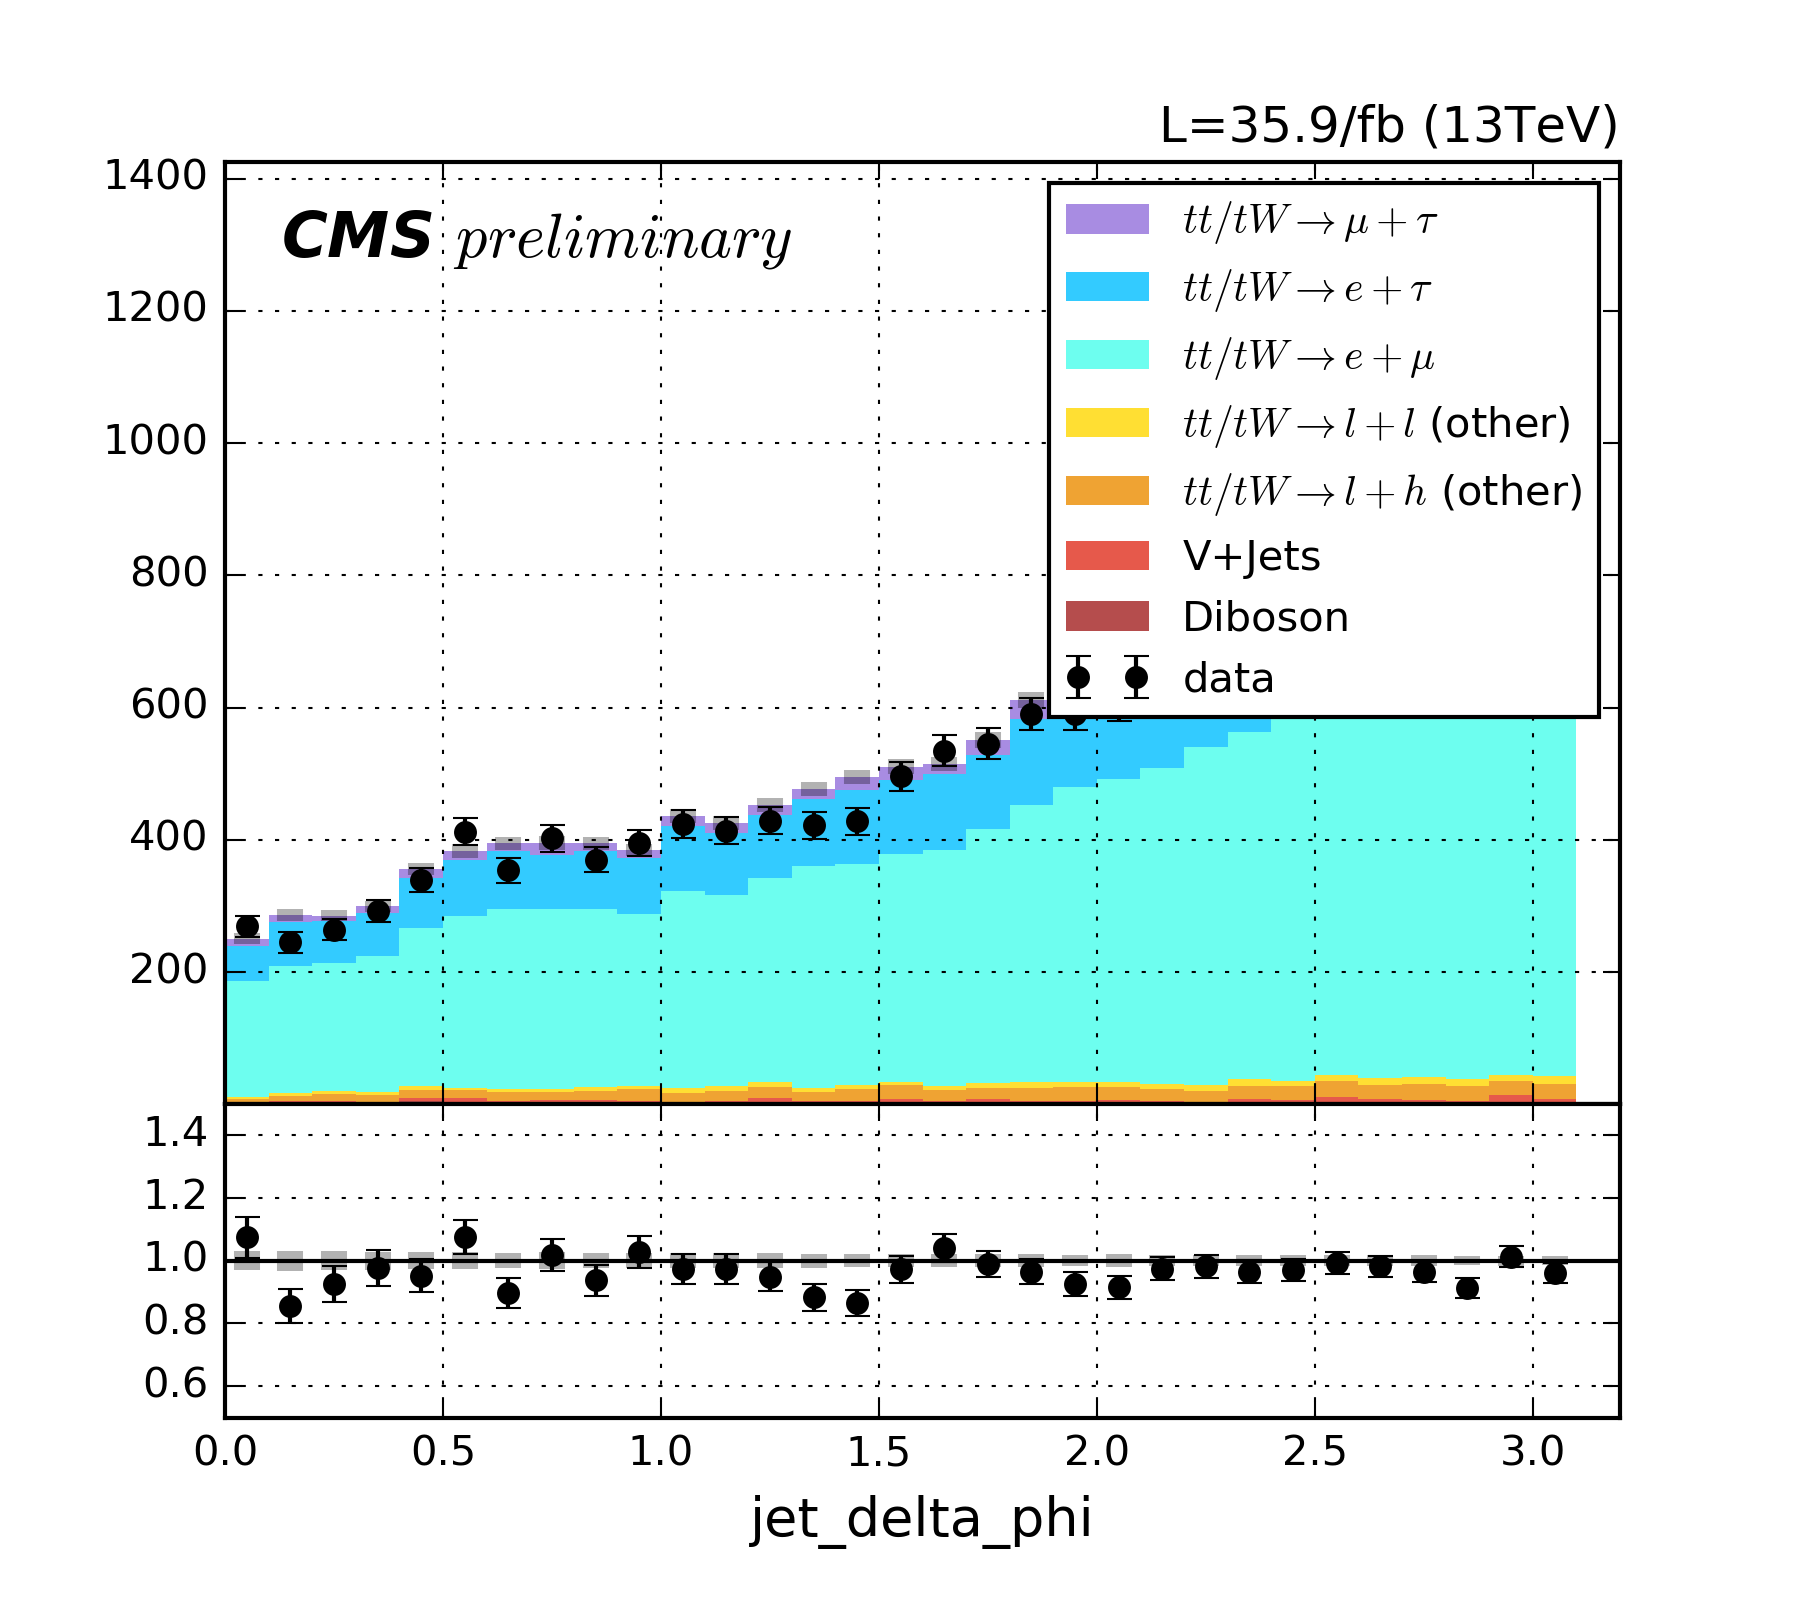 L=35.9/fb (13TeV)
CMS preliminary
1400
1200
1000
800
600
400
200
tt/tW→μ+τ
tt/tW→e+τ
tt/tW→e+μ
tt/tW→l+l (other)
tt/tW→l+h (other)
V+Jets
Diboson
data
1.4
1.2
1.0
0.8
0.6
0.0 0.5 1.0 1.5 2.0 2.5 3.0
jet_delta_phi